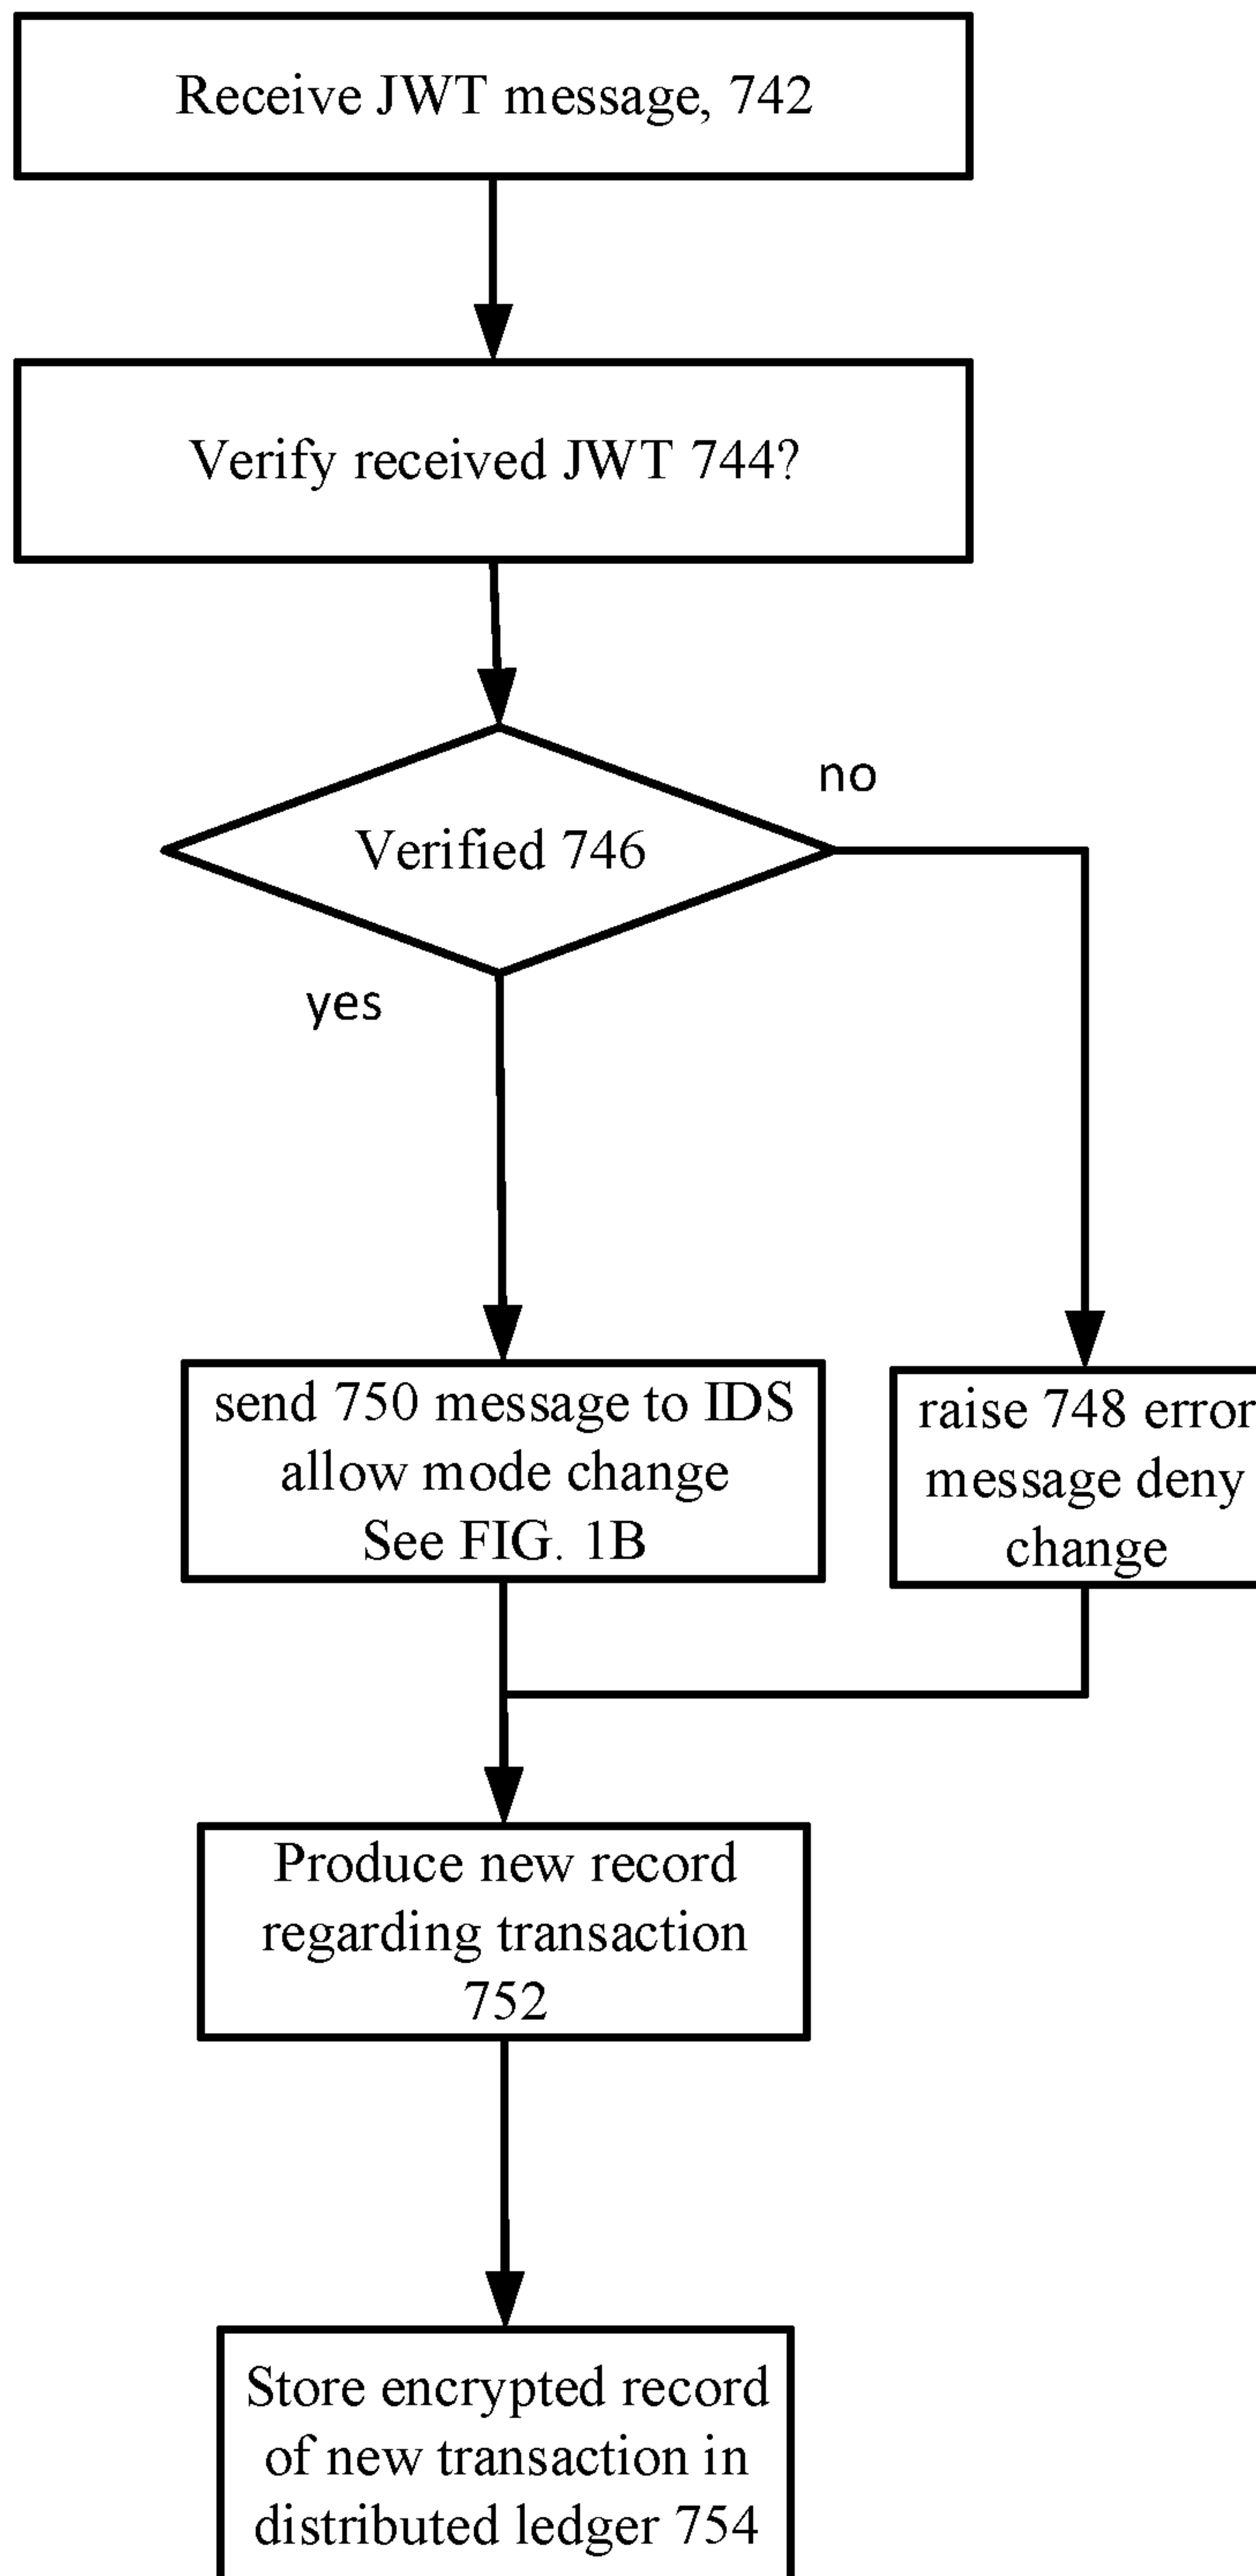 Receive JWT message, 742
Verify received JWT 744?
no
Verified 746
yes
send 750 message to IDS
allow mode change
See FIG. 1B
raise 748 error
message deny
change
Produce new record
regarding transaction
752
Store encrypted record
of new transaction in
distributed ledger 754